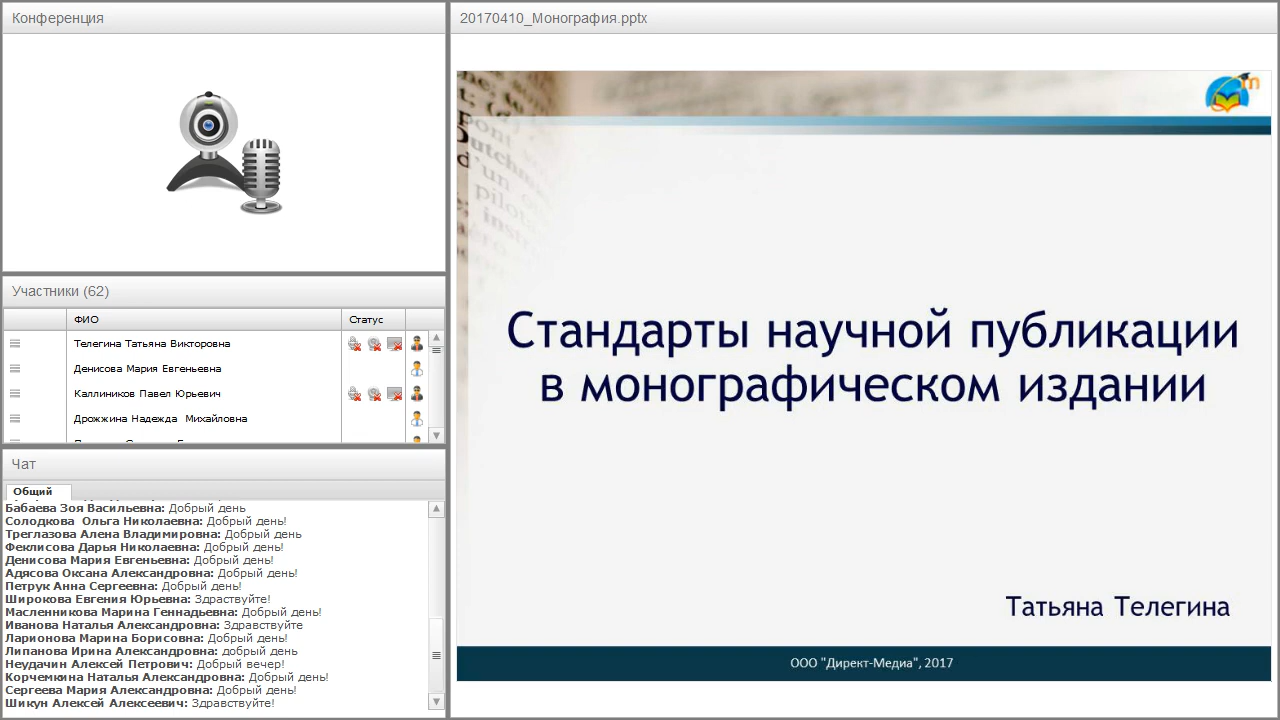 Конференция
Участники (62)
ФИО Статус
Телегина Татьяна Викторовна
Денисова Мария Евгеньевна
Каллиников Павел Юрьевич
Дрожжина Надежда Михайловна
Чат
Общий
Бабаева Зоя Васильевна: Добрый день
Солодкова Ольга Николаевна: Добрый день!
Треглазова Алена Владимировна: Добрый день
Феклисова Дарья Николаевна: Добрый день!
Денисова Мария Евгеньевна: Добрый день!
Адясова Оксана Александровна: Добрый день!
Петрук Анна Сергеевна: Добрый день!
Широкова Евгения Юрьевна: Здраствуйте!
Масленникова Марина Геннадьевна: Добрый день!
Иванова Наталья Александровна: Здравствуйте
Ларионова Марина Борисовна: Добрый день!
Липанова Ирина Александровна: добрый день
Неудачин Алексей Петрович: Добрый вечер!
Корчемкина Наталья Александровна: Добрый день!
Сергеева Мария Александровна: Добрый день!
Шикун Алексей Алексеевич: Здравствуйте!
20170410_Монография.pptx
Стандарты научной публикации
в монографическом издании
Татьяна Телегина
ООО "Директ-Медиа", 2017